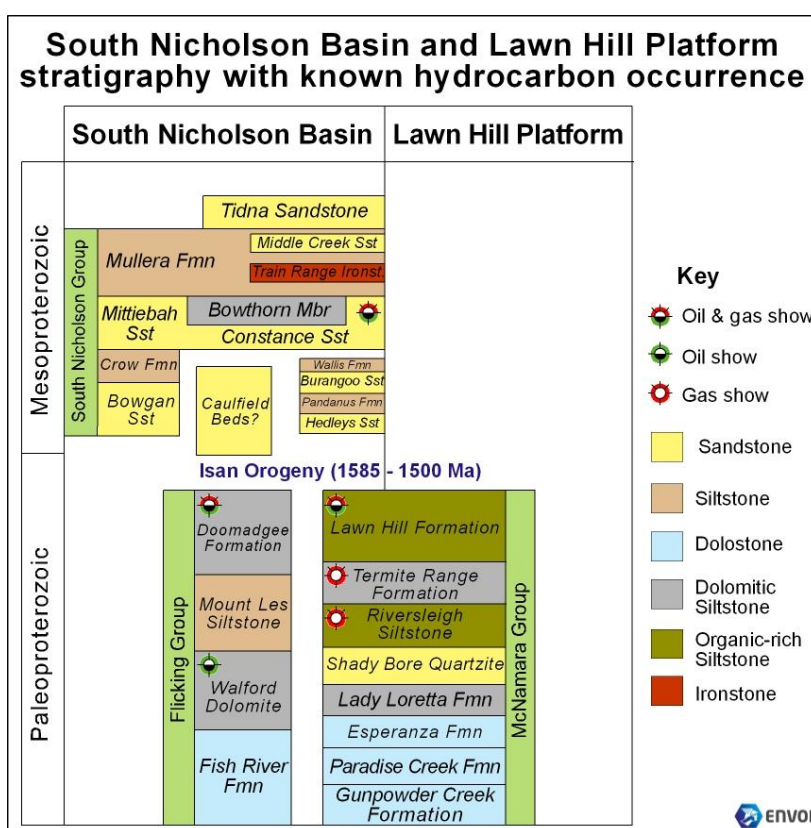 South Nicholson Basin and Lawn Hill Platform
stratigraphy with known hydrocarbon occurrence
South Nicholson Basin
Lawn Hill Platform
Mesoproterozoic
South Nicholson Group
Tidna Sandstone
Mullera Fmn
Middle Creek Sst
Train Range Ironst.
Mittiebah
Sst
Bowthorn Mbr
Constance Sst
Crow Fmn
Bowgan
Sst
Caulfield
Beds?
Wallis Fmn
Burangoo Sst
Pandanus Fmn
Hedleys Sst
Isan Orogeny (1585 - 1500 Ma)
Paleoproterozoic
Flicking Group
Doomadgee
Formation
Mount Les
Siltstone
Walford
Dolomite
Fish River
Fmn
Lawn Hill Formation
Termite Range
Formation
Riversleigh
Siltstone
Shady Bore Quartzite
Lady Loretta Fmn
Esperanza Fmn
Paradise Creek Fmn
Gunpowder Creek
Formation
McNamara Group
Key
Oil & gas show
Oil show
Gas show
Sandstone
Siltstone
Dolostone
Dolomitic
Siltstone
Organic-rich
Siltstone
Ironstone
ENVOI